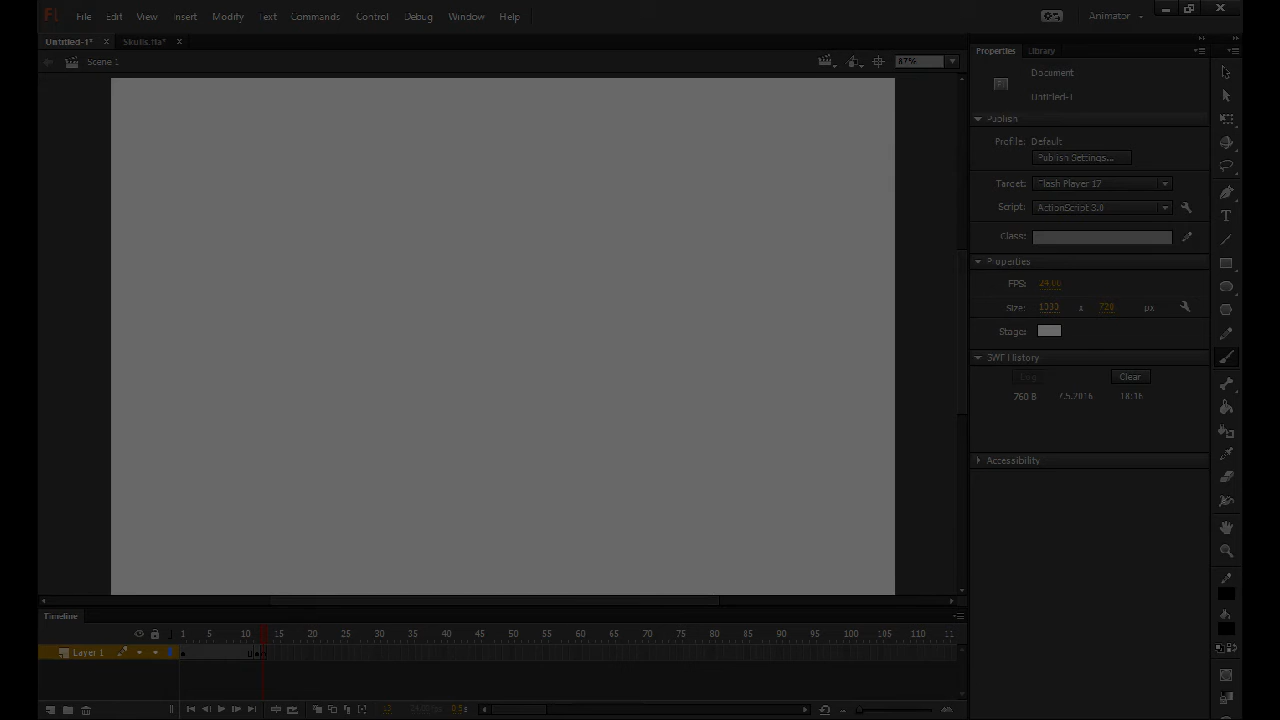 Fl File Edit View Insert Modify Text Commands Control Debug Window Help Animator
Untitled-1* × Skulls.fla* ×
Scene 1 87%
Properties Library
Document
Untitled-1
Publish
Profile: Default
Publish Settings...
Target: Flash Player 17
Script: ActionScript 3.0
Class:
Properties
FPS: 24.00
Size: x 720 px
Stage:
SWF History
Clear
760 B 7.5.2016 18:16
Accessibility
Timeline
1 5 10 15 20 25 30 35 40 45 50 55 60 65 70 75 80 85 90 95 100 105 110 11
Layer 1
0.5s